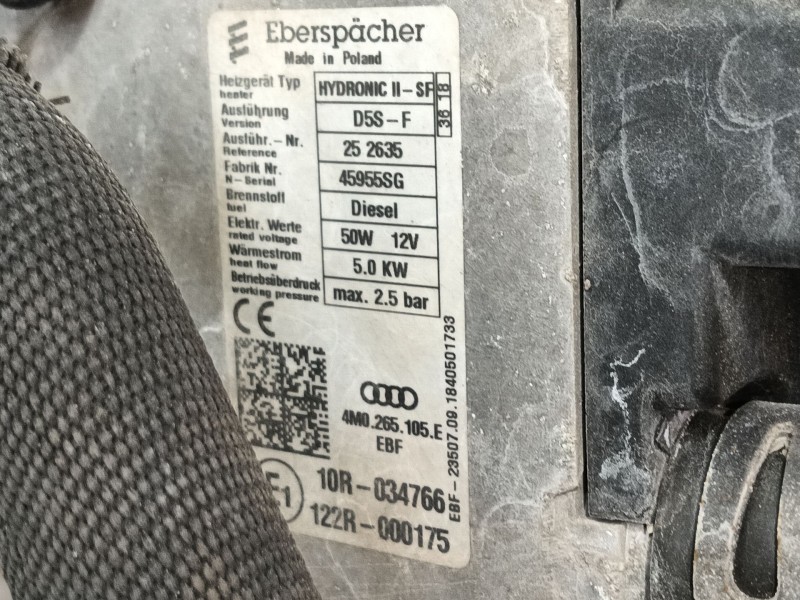 Eberspächer
Made in Poland
Heizgerät Typ HYDRONIC II-SF 36 18
heater
Ausführung D5S-F
Version
Ausführ.-Nr. 25 2635
Reference
Fabrik Nr. 45955SG
N-Serial
Brennstoff Diesel
fuel
Elektr. Werte 50W 12V
rated voltage
Wärmestrom 5.0 KW
heat flow
Betriebsüberdruck max. 2.5 bar
working pressure
CE
4M0.265.105.E
EBF
EBF-23507.09.1840501733
E1
10R-034766
122R-000175